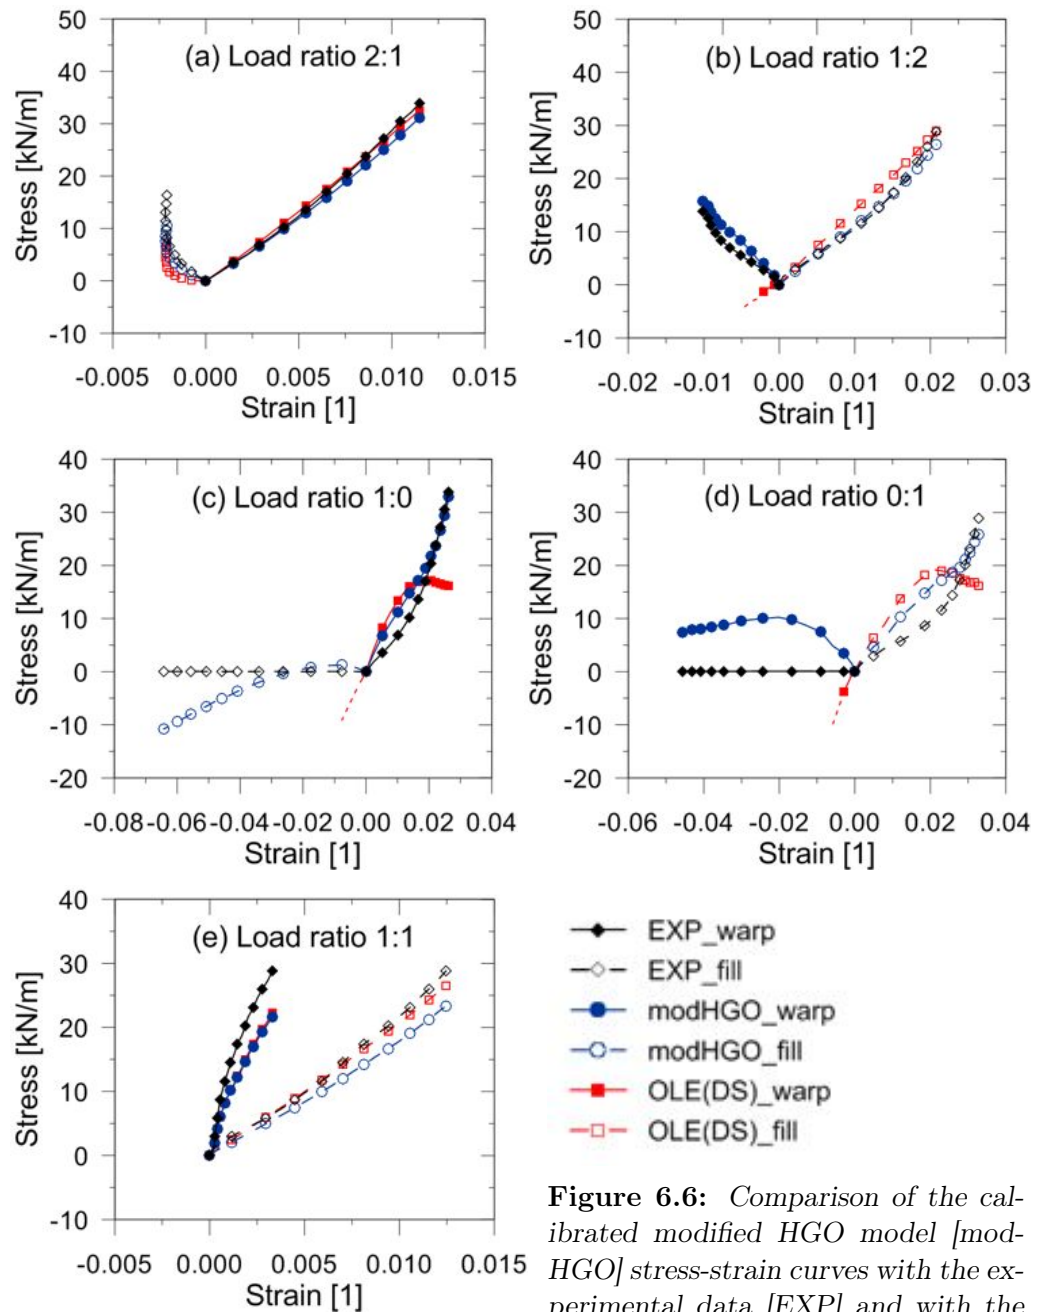 50
40
30
20
10
0
-10
Stress [kN/m]
(a) Load ratio 2:1
-0.005 0.000 0.005 0.010 0.015
Strain [1]
50
40
30
20
10
0
-10
Stress [kN/m]
(b) Load ratio 1:2
-0.02 -0.01 0.00 0.01 0.02 0.03
Strain [1]
40
30
20
10
0
-10
-20
Stress [kN/m]
(c) Load ratio 1:0
-0.08 -0.06 -0.04 -0.02 0.00 0.02 0.04
Strain [1]
40
30
20
10
0
-10
-20
Stress [kN/m]
(d) Load ratio 0:1
-0.06 -0.04 -0.02 0.00 0.02 0.04
Strain [1]
40
30
20
10
0
-10
Stress [kN/m]
(e) Load ratio 1:1
-0.005 0.000 0.005 0.010 0.015
Strain [1]
EXP_warp
EXP_fill
modHGO_warp
modHGO_fill
OLE(DS)_warp
OLE(DS)_fill
Figure 6.6: Comparison of the cal-
ibrated modified HGO model [mod-
HGO] stress-strain curves with the ex-
perimental data [EXP] and with the